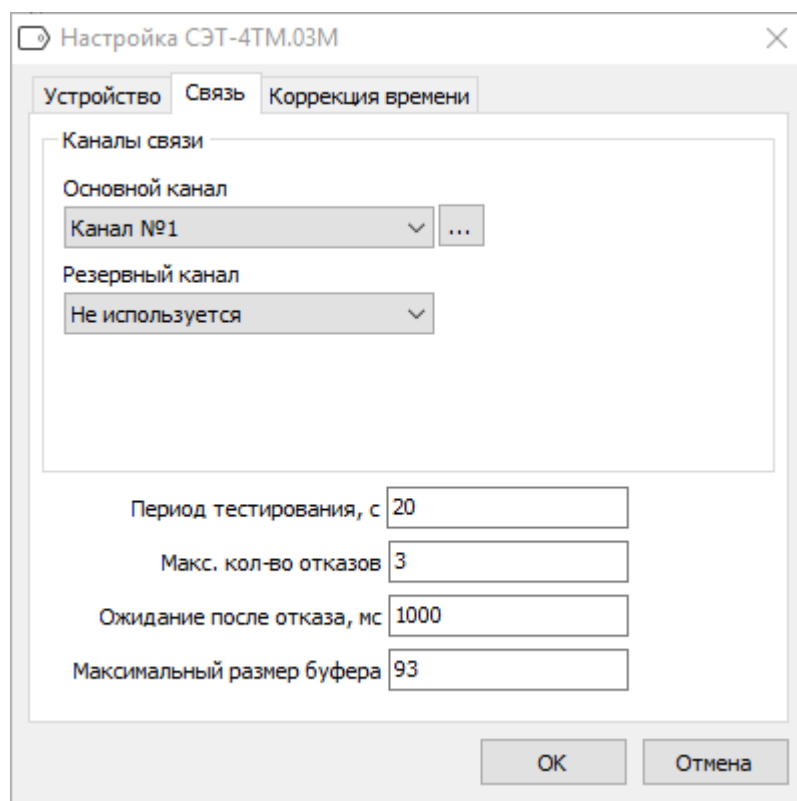 Настройка СЭТ-4ТМ.03М
Устройство Связь Коррекция времени
Каналы связи
Основной канал
Канал №1 ...
Резервный канал
Не используется
Период тестирования, с 20
Макс. кол-во отказов 3
Ожидание после отказа, мс 1000
Максимальный размер буфера 93
ОК Отмена